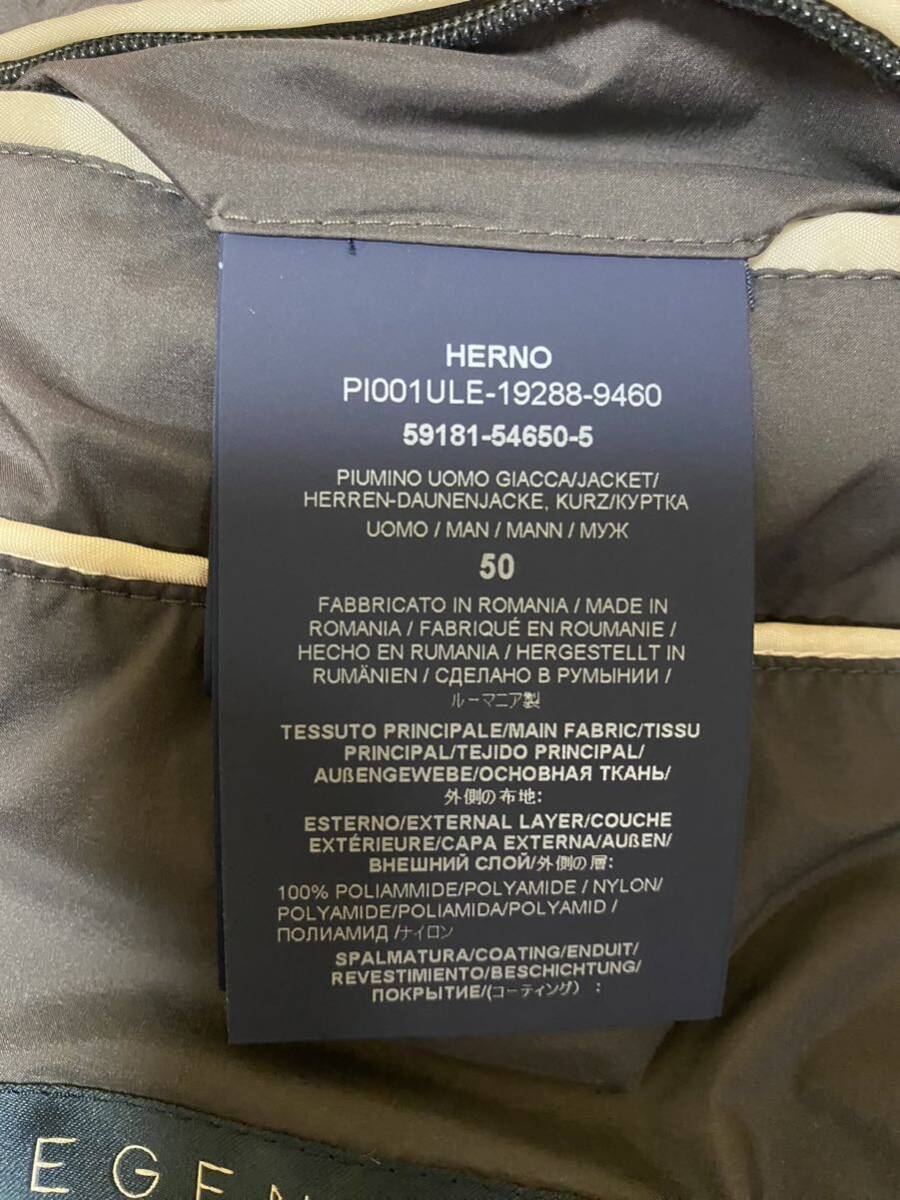 HERNO
PI001ULE-19288-9460
59181-54650-5
PIUMINO UOMO GIACCA/JACKET/
HERREN-DAUNENJACKE, KURZ/КУРТКА
UOMO / MAN / MANN / МУЖ
50
FABBRICATO IN ROMANIA / MADE IN
ROMANIA / FABRIQUÉ EN ROUMANIE /
HECHO EN RUMANIA / HERGESTELLT IN
RUMÄNIEN / СДЕЛАНО В РУМЫНИИ /
ルーマニア製
TESSUTO PRINCIPALE/MAIN FABRIC/TISSU
PRINCIPAL/TEJIDO PRINCIPAL/
AUßENGEWEBE/ОСНОВНАЯ ТКАНЬ/
外側の布地:
ESTERNO/EXTERNAL LAYER/COUCHE
EXTÉRIEURE/CAPA EXTERNA/AUßEN/
ВНЕШНИЙ СЛОЙ/外側の層:
100% POLIAMMIDE/POLYAMIDE / NYLON/
POLYAMIDE/POLIAMIDA/POLYAMID /
ПОЛИАМИД /ナイロン
SPALMATURA/COATING/ENDUIT/
REVESTIMIENTO/BESCHICHTUNG/
ПОКРЫТИЕ/(コーティング) :
EGEN